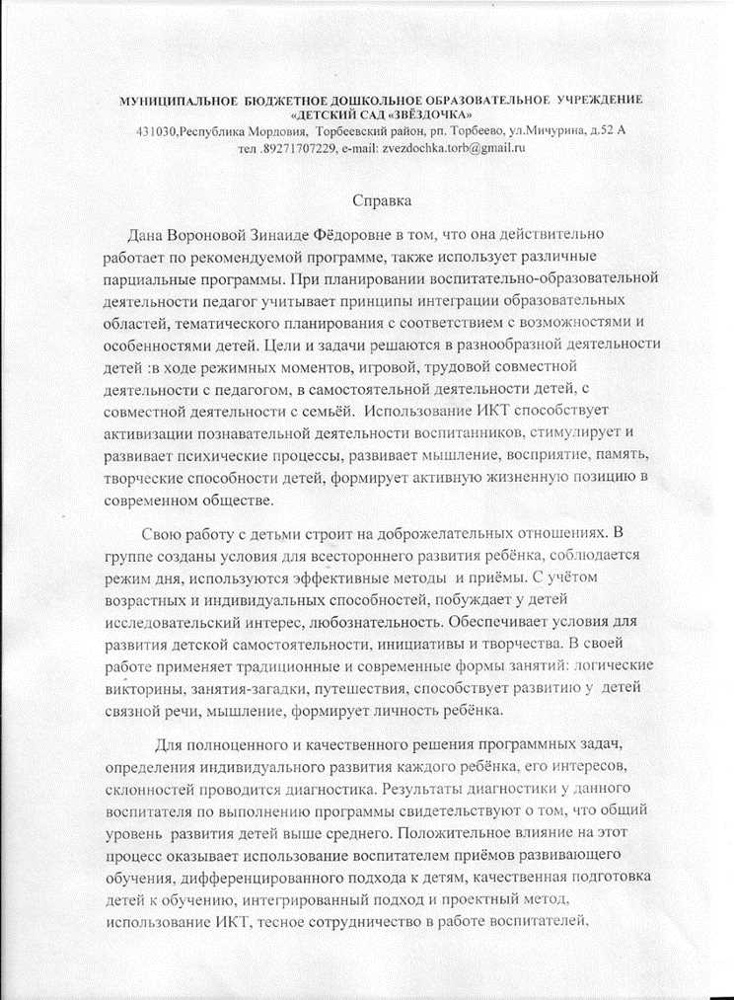 МУНИЦИПАЛЬНОЕ БЮДЖЕТНОЕ ДОШКОЛЬНОЕ ОБРАЗОВАТЕЛЬНОЕ УЧРЕЖДЕНИЕ
«ДЕТСКИЙ САД «ЗВЁЗДОЧКА»
431030,Республика Мордовия, Торбеевский район, рп. Торбеево, ул.Мичурина, д.52 А
тел .89271707229, e-mail: zvezdochka.torb@gmail.ru
Справка
Дана Вороновой Зинаиде Фёдоровне в том, что она действительно
работает по рекомендуемой программе, также использует различные
парциальные программы. При планировании воспитательно-образовательной
деятельности педагог учитывает принципы интеграции образовательных
областей, тематического планирования с соответствием с возможностями и
особенностями детей. Цели и задачи решаются в разнообразной деятельности
детей :в ходе режимных моментов, игровой, трудовой совместной
деятельности с педагогом, в самостоятельной деятельности детей, с
совместной деятельности с семьёй. Использование ИКТ способствует
активизации познавательной деятельности воспитанников, стимулирует и
развивает психические процессы, развивает мышление, восприятие, память,
творческие способности детей, формирует активную жизненную позицию в
современном обществе.
Свою работу с детьми строит на доброжелательных отношениях. В
группе созданы условия для всестороннего развития ребёнка, соблюдается
режим дня, используются эффективные методы и приёмы. С учётом
возрастных и индивидуальных способностей, побуждает у детей
исследовательский интерес, любознательность. Обеспечивает условия для
развития детской самостоятельности, инициативы и творчества. В своей
работе применяет традиционные и современные формы занятий: логические
викторины, занятия-загадки, путешествия, способствует развитию у детей
связной речи, мышление, формирует личность ребёнка.
Для полноценного и качественного решения программных задач,
определения индивидуального развития каждого ребёнка, его интересов,
склонностей проводится диагностика. Результаты диагностики у данного
воспитателя по выполнению программы свидетельствуют о том, что общий
уровень развития детей выше среднего. Положительное влияние на этот
процесс оказывает использование воспитателем приёмов развивающего
обучения, дифференцированного подхода к детям, качественная подготовка
детей к обучению, интегрированный подход и проектный метод,
использование ИКТ, тесное сотрудничество в работе воспитателей,